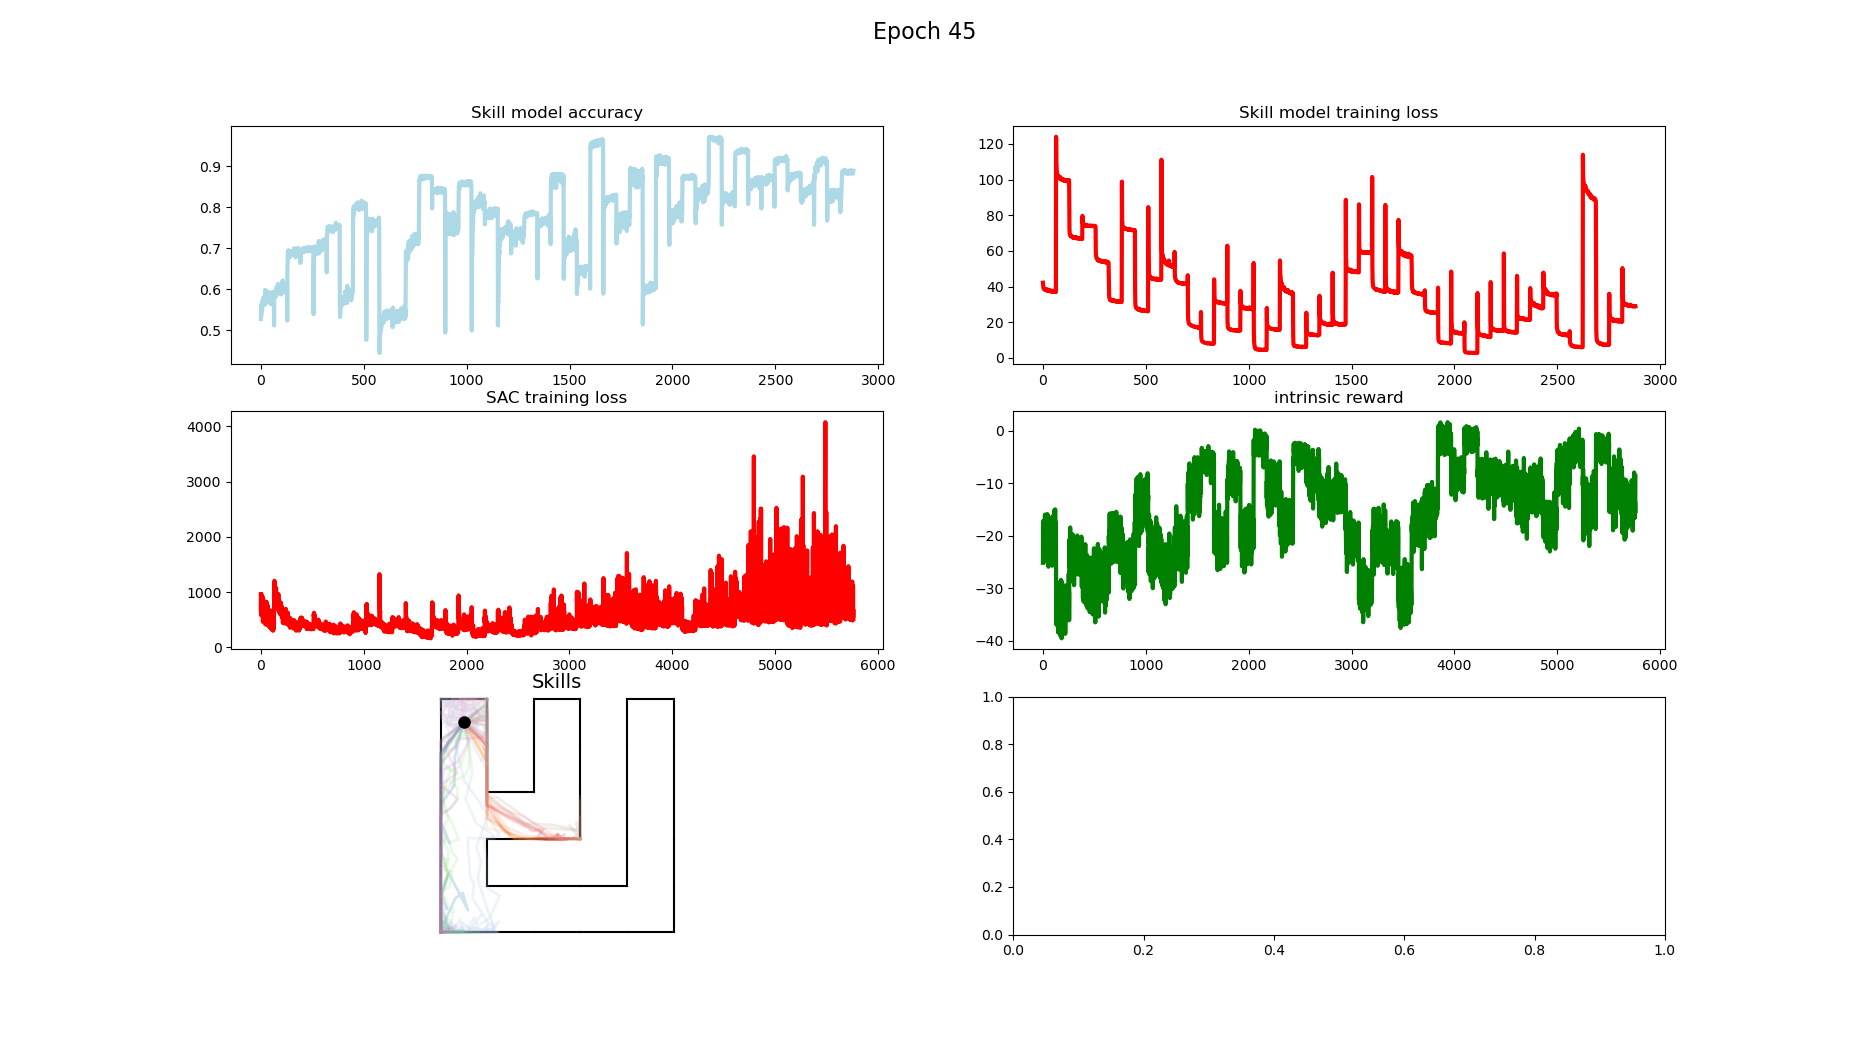 Epoch 45
Skill model accuracy
0.9
0.8
0.7
0.6
0.5
0 500 1000 1500 2000 2500 3000
Skill model training loss
120
100
80
60
40
20
0
0 500 1000 1500 2000 2500 3000
SAC training loss
4000
3000
2000
1000
0
0 1000 2000 3000 4000 5000 6000
intrinsic reward
0
−10
−20
−30
−40
0 1000 2000 3000 4000 5000 6000
Skills
1.0
0.8
0.6
0.4
0.2
0.0
0.0 0.2 0.4 0.6 0.8 1.0